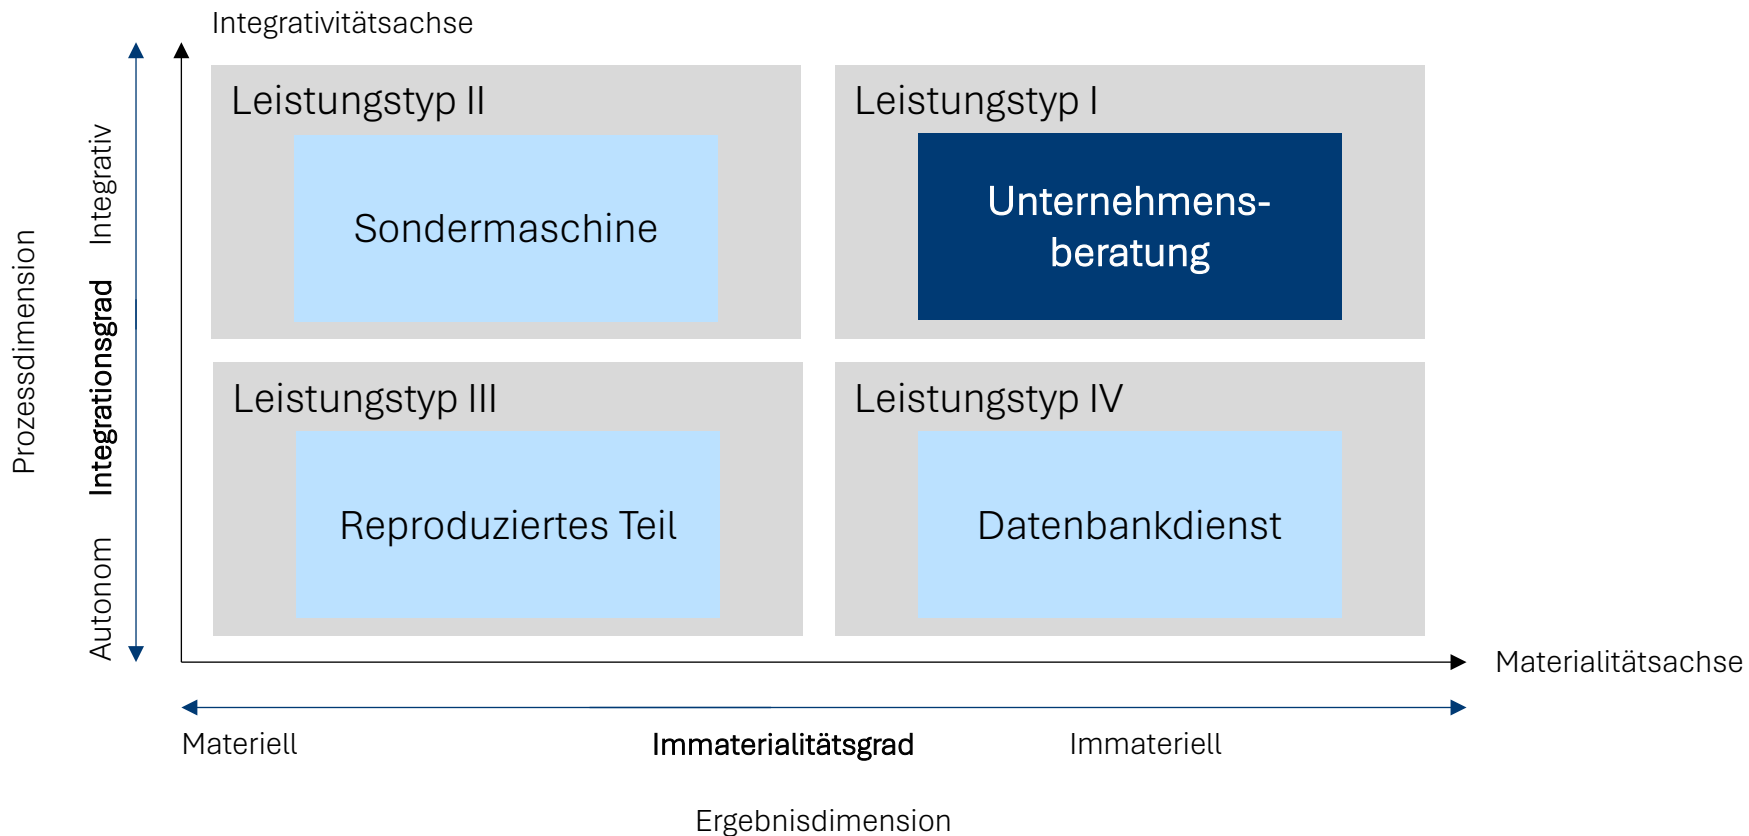 Integrativitätsachse
Leistungstyp II
Sondermaschine
Leistungstyp I
Unternehmens-
beratung
Leistungstyp III
Reproduziertes Teil
Leistungstyp IV
Datenbankdienst
Prozessdimension
Integrativ
Integrationsgrad
Autonom
Materialitätsachse
Materiell
Immaterialitätsgrad
Immateriell
Ergebnisdimension